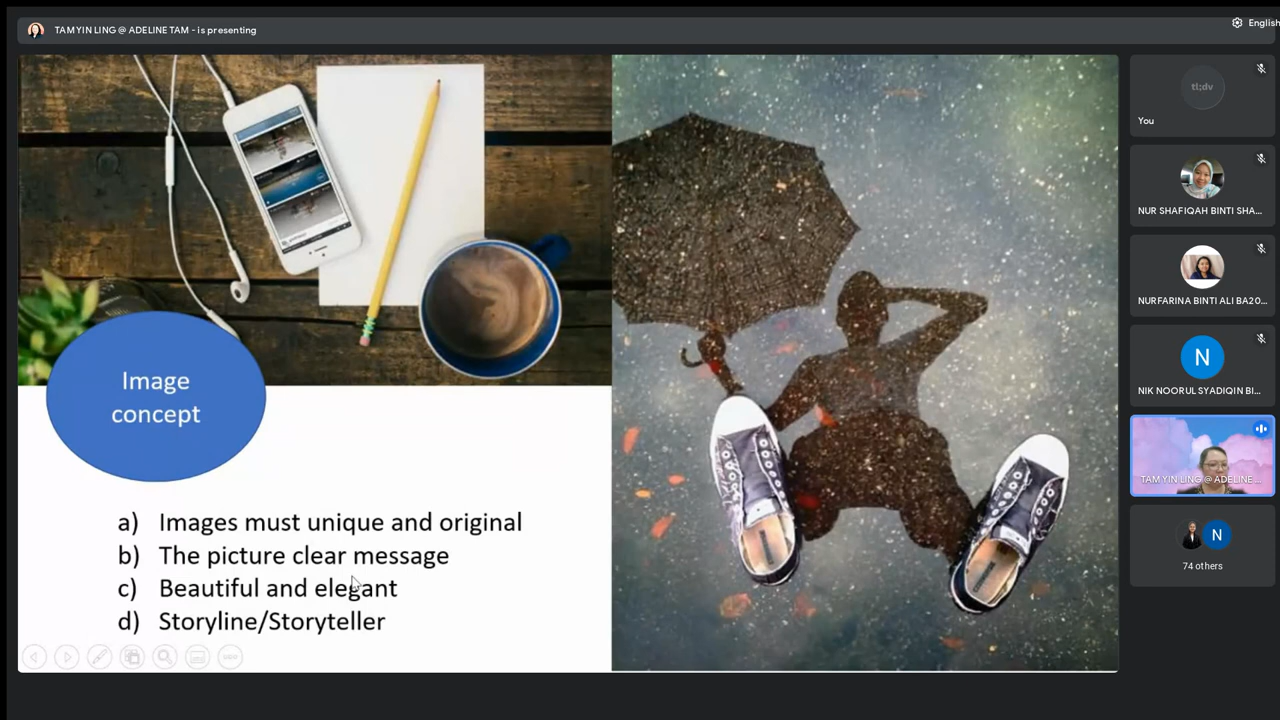 TAM YIN LING @ ADELINE TAM - is presenting
English
Image
concept
a) Images must unique and original
b) The picture clear message
c) Beautiful and elegant
d) Storyline/Storyteller
tl;dv
You
NUR SHAFIQAH BINTI SHA...
NURFARINA BINTI ALI BA20...
N
NIK NOORUL SYADIQIN BI...
TAM YIN LING @ ADELINE ...
N
74 others